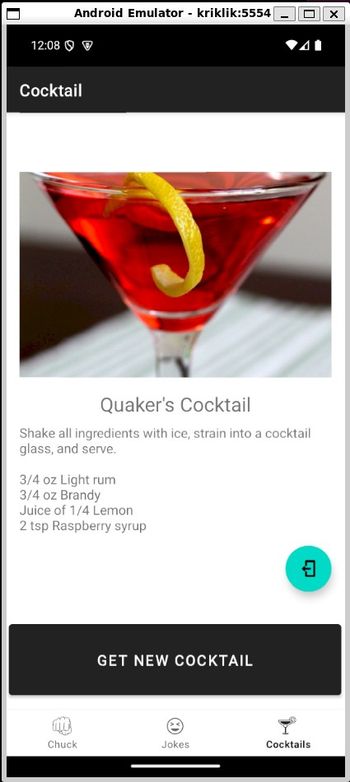 Android Emulator - kriklik:5554
12:08
Cocktail
Quaker's Cocktail
Shake all ingredients with ice, strain into a cocktail
glass, and serve.
3/4 oz Light rum
3/4 oz Brandy
Juice of 1/4 Lemon
2 tsp Raspberry syrup
GET NEW COCKTAIL
Chuck
Jokes
Cocktails